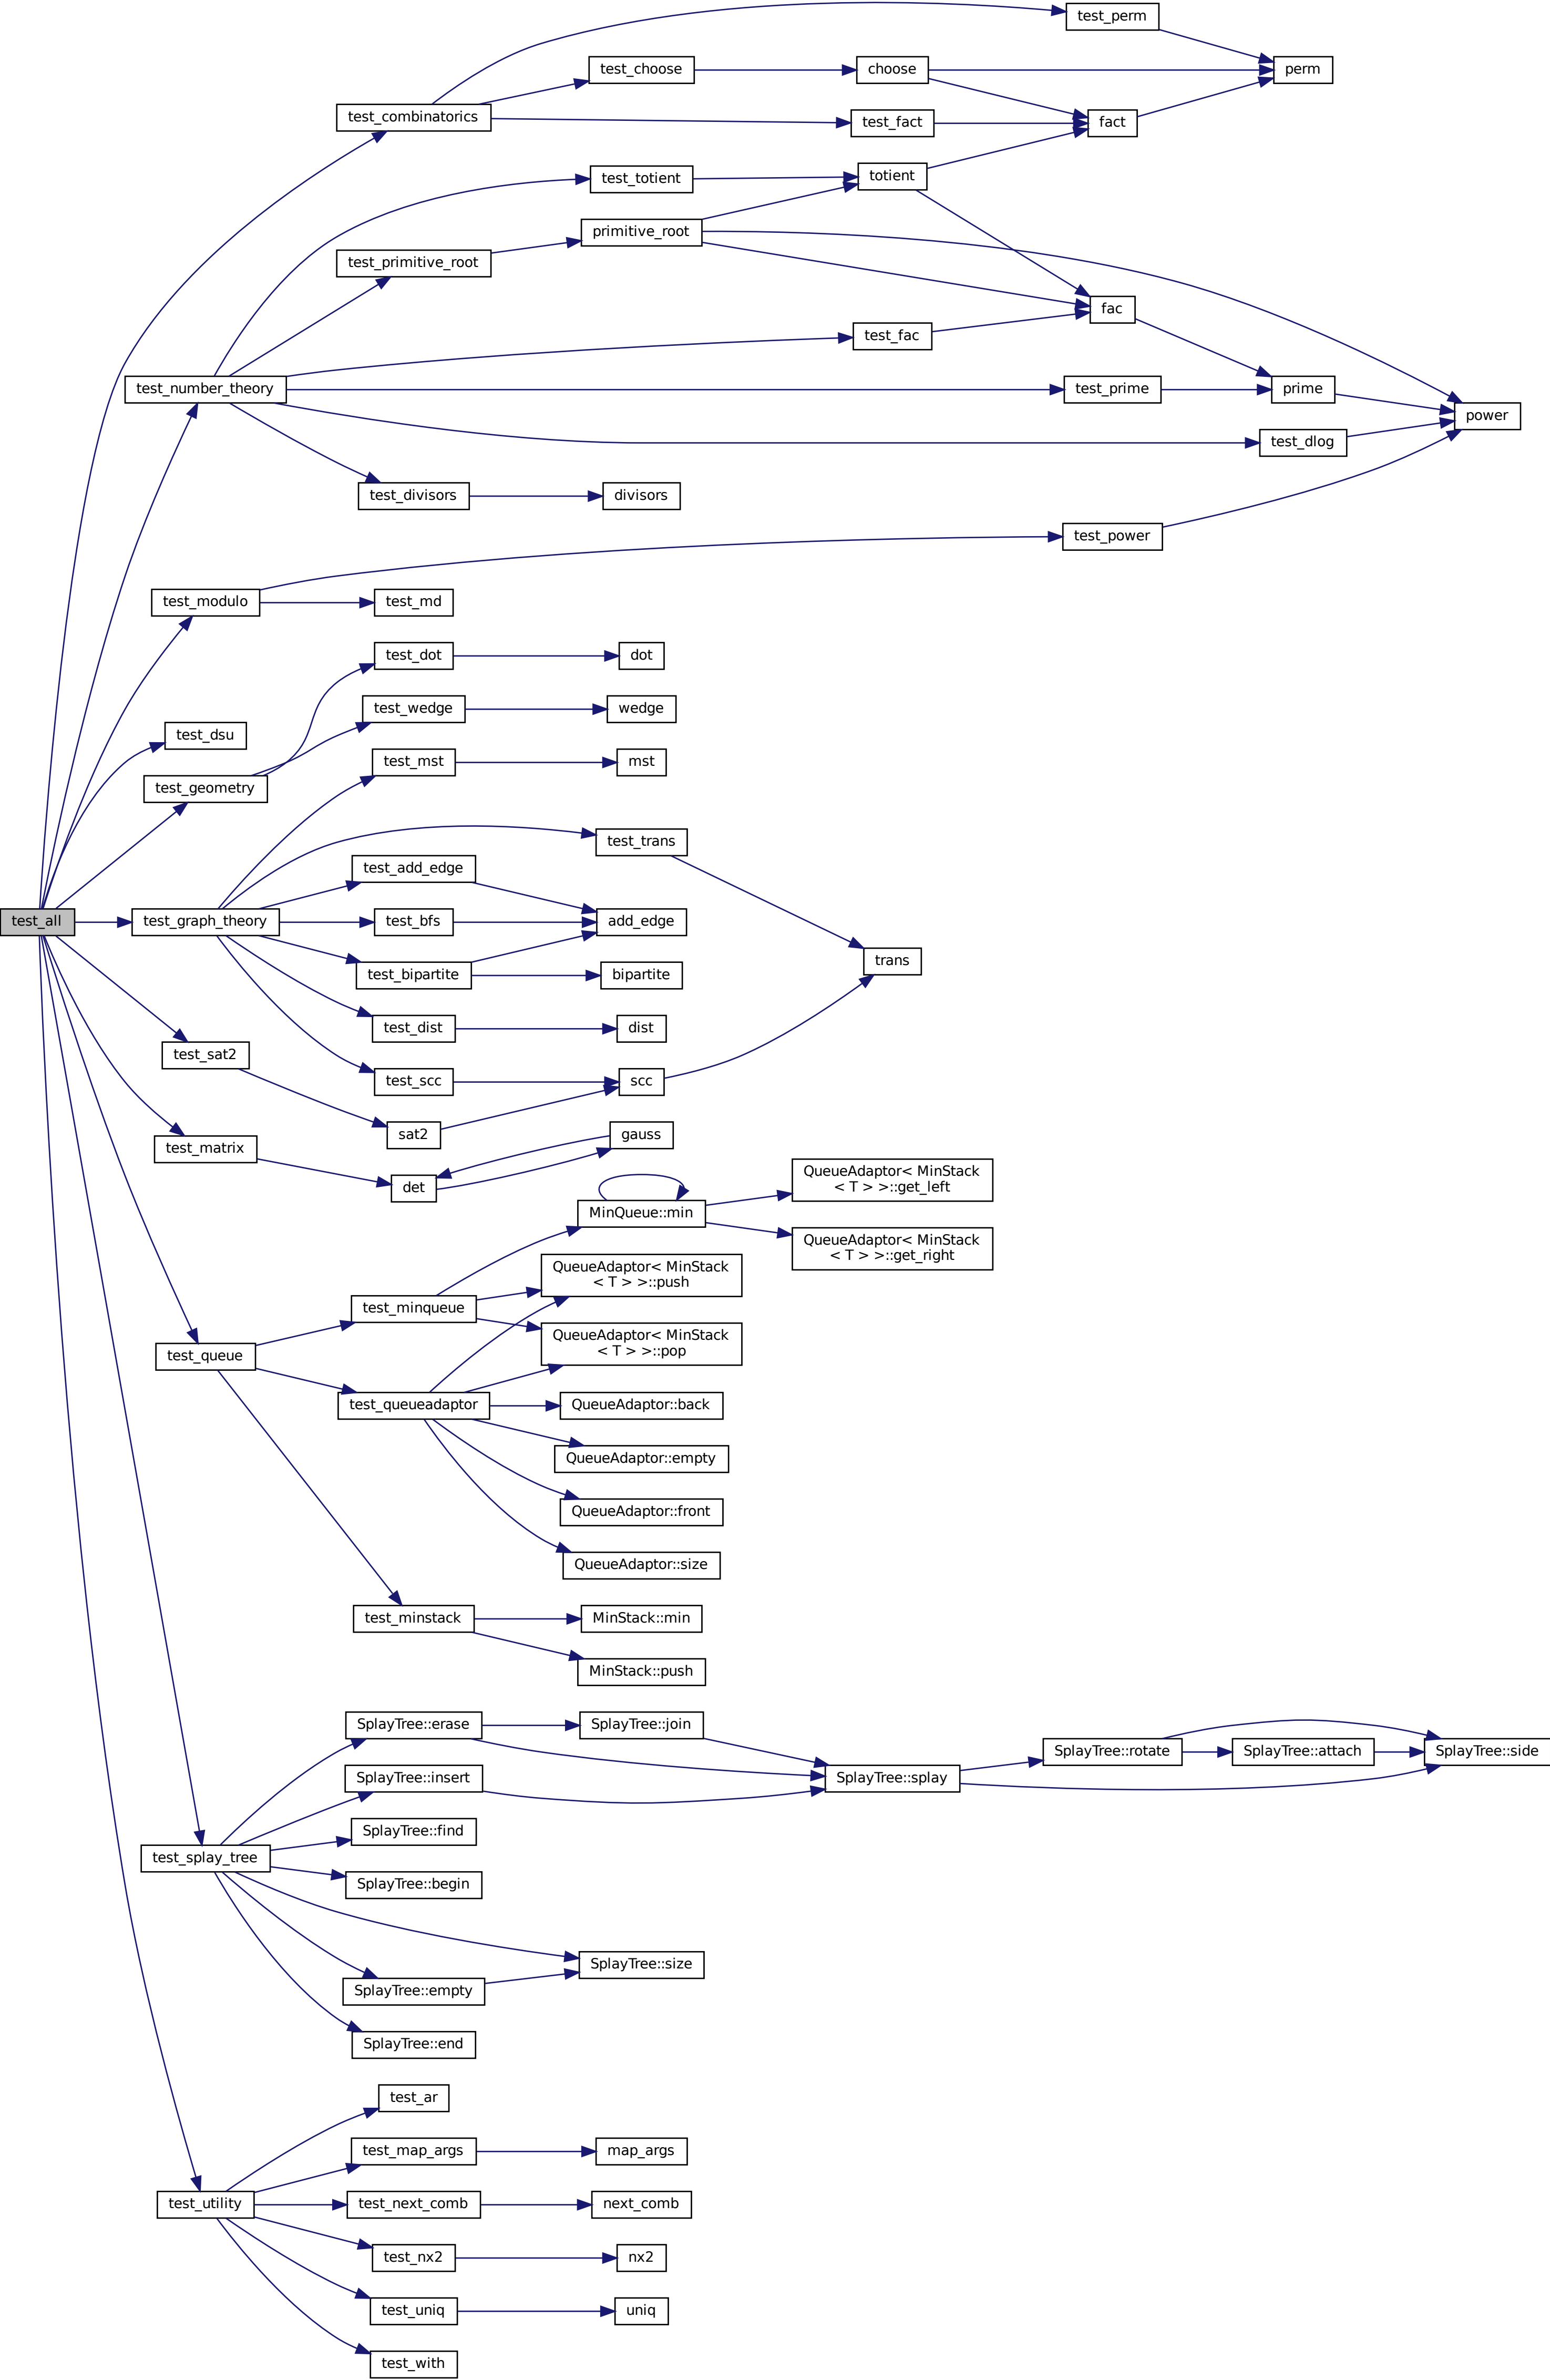 test_perm
test_choose
choose
perm
test_combinatorics
test_fact
fact
test_totient
totient
primitive_root
test_primitive_root
fac
test_fac
test_number_theory
test_prime
prime
power
test_dlog
test_divisors
divisors
test_power
test_modulo
test_md
test_dot
dot
test_wedge
wedge
test_dsu
test_mst
mst
test_geometry
test_trans
test_add_edge
test_all
test_graph_theory
test_bfs
add_edge
trans
test_bipartite
bipartite
test_dist
dist
test_sat2
test_scc
scc
sat2
gauss
test_matrix
det
QueueAdaptor< MinStack
< T > >::get_left
MinQueue::min
QueueAdaptor< MinStack
< T > >::get_right
QueueAdaptor< MinStack
< T > >::push
test_minqueue
QueueAdaptor< MinStack
< T > >::pop
test_queue
test_queueadaptor
QueueAdaptor::back
QueueAdaptor::empty
QueueAdaptor::front
QueueAdaptor::size
test_minstack
MinStack::min
MinStack::push
SplayTree::erase
SplayTree::join
SplayTree::rotate
SplayTree::attach
SplayTree::side
SplayTree::insert
SplayTree::splay
SplayTree::find
test_splay_tree
SplayTree::begin
SplayTree::size
SplayTree::empty
SplayTree::end
test_ar
test_map_args
map_args
test_utility
test_next_comb
next_comb
test_nx2
nx2
test_uniq
uniq
test_with